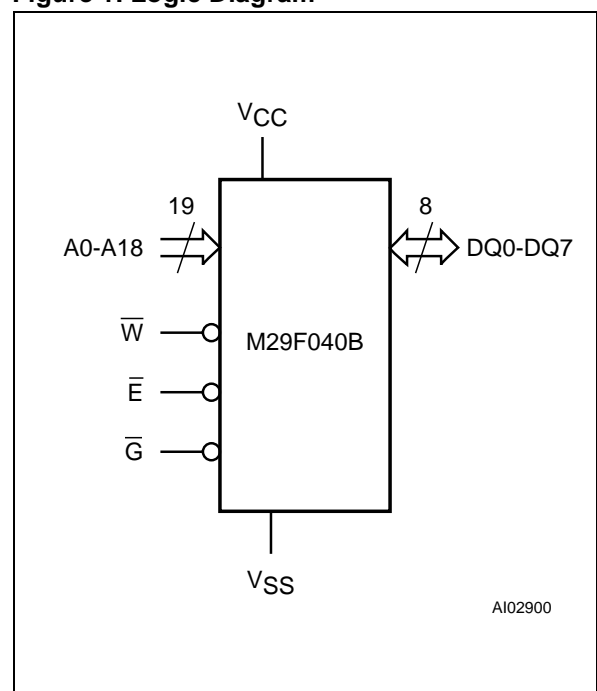 Figure 1. Logic Diagram
VCC
19
8
A0-A18
DQ0-DQ7
W̅
M29F040B
E̅
G̅
VSS
AI02900